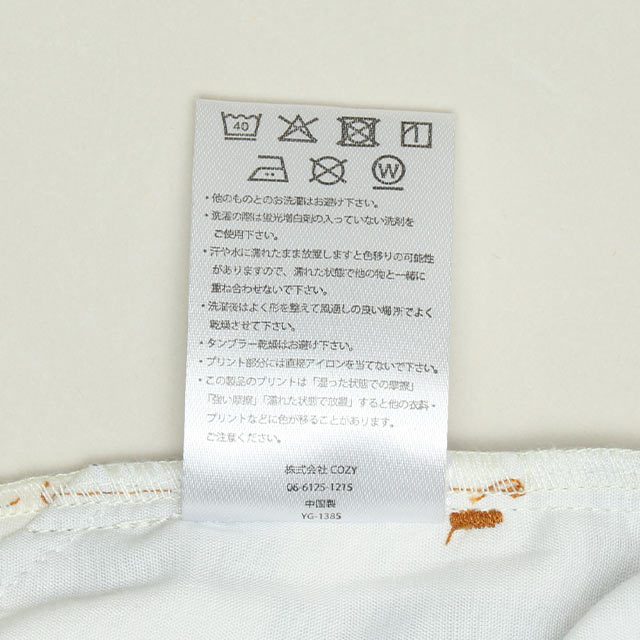 40
W
・他のものとのお洗濯はお避け下さい。
・洗濯の際は蛍光増白剤の入っていない洗剤を
ご使用下さい。
・汗や水に濡れたまま放置しますと色移りの可能性
がありますので、濡れた状態で他の物と一緒に
重ね合わせないで下さい。
・洗濯後はよく形を整えて風通しの良い場所でよく
乾燥させて下さい。
・タンブラー乾燥はお避け下さい。
・プリント部分には直接アイロンを当てないで下さい。
・この製品のプリントは「湿った状態での摩擦」
「強い摩擦」「濡れた状態で放置」すると他の衣料・
プリントなどに色が移ることがあります。
ご注意ください。
株式会社 COZY
06-6125-1215
中国製
YG-1385